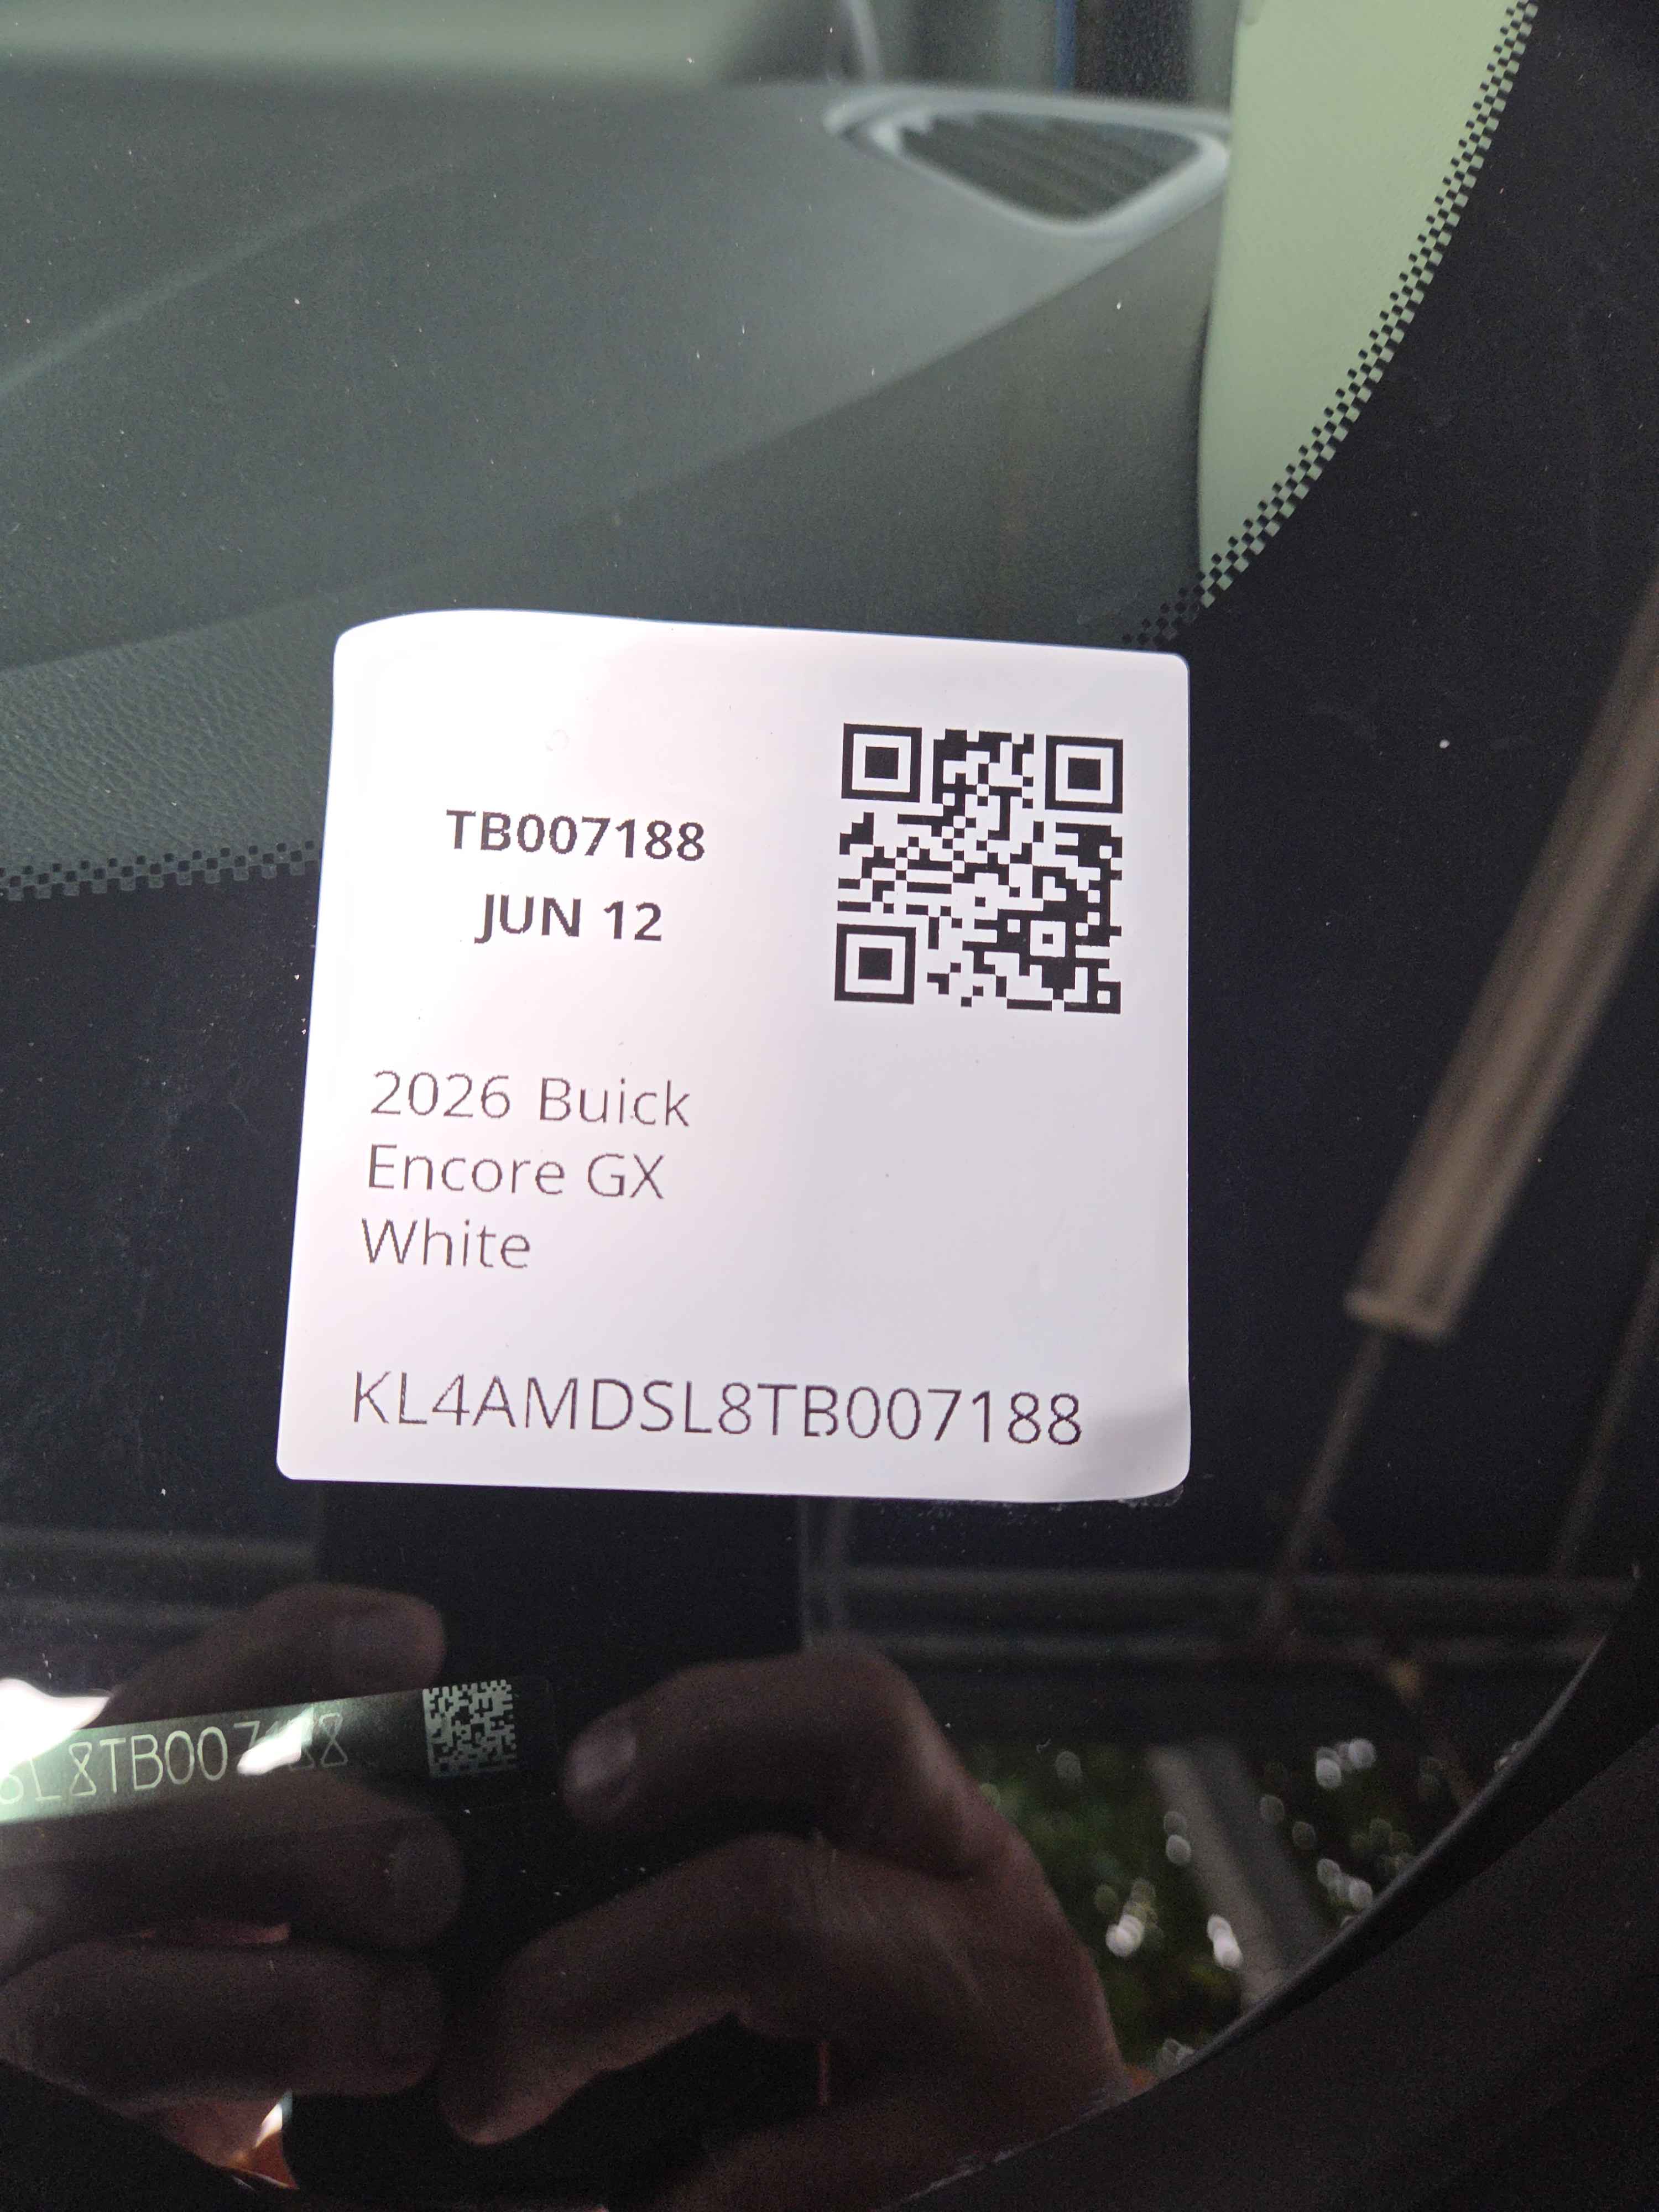 TB007188
JUN 12
2026 Buick
Encore GX
White
KL4AMDSL8TB007188